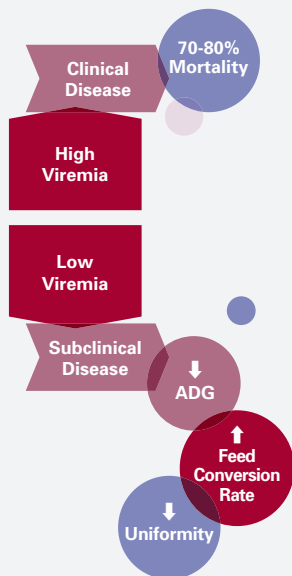 70-80%
Mortality
Clinical
Disease
High
Viremia
Low
Viremia
Subclinical
Disease
⬇
ADG
⬆
Feed
Conversion
Rate
⬇
Uniformity